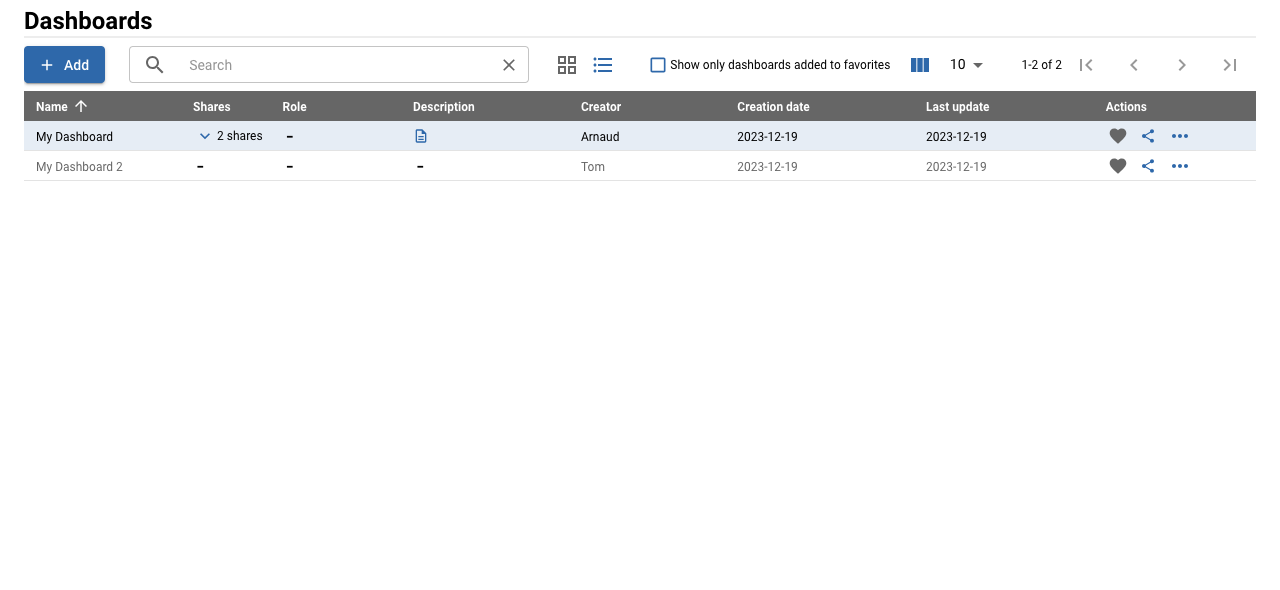 Dashboards
Add Search Show only dashboards added to favorites 10 1-2 of 2
Name Shares Role Description Creator Creation date Last update Actions
My Dashboard 2 shares - Arnaud 2023-12-19 2023-12-19
My Dashboard 2 - - - Tom 2023-12-19 2023-12-19